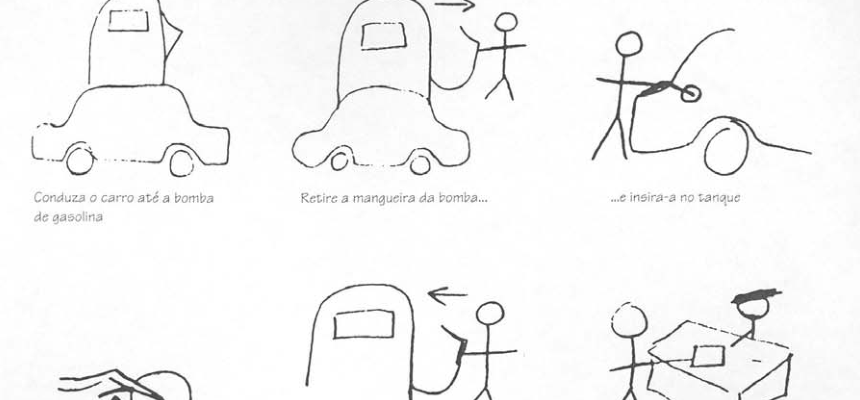 Conduza o carro até a bomba
de gasolina
Retire a mangueira da bomba...
...e insira-a no tanque